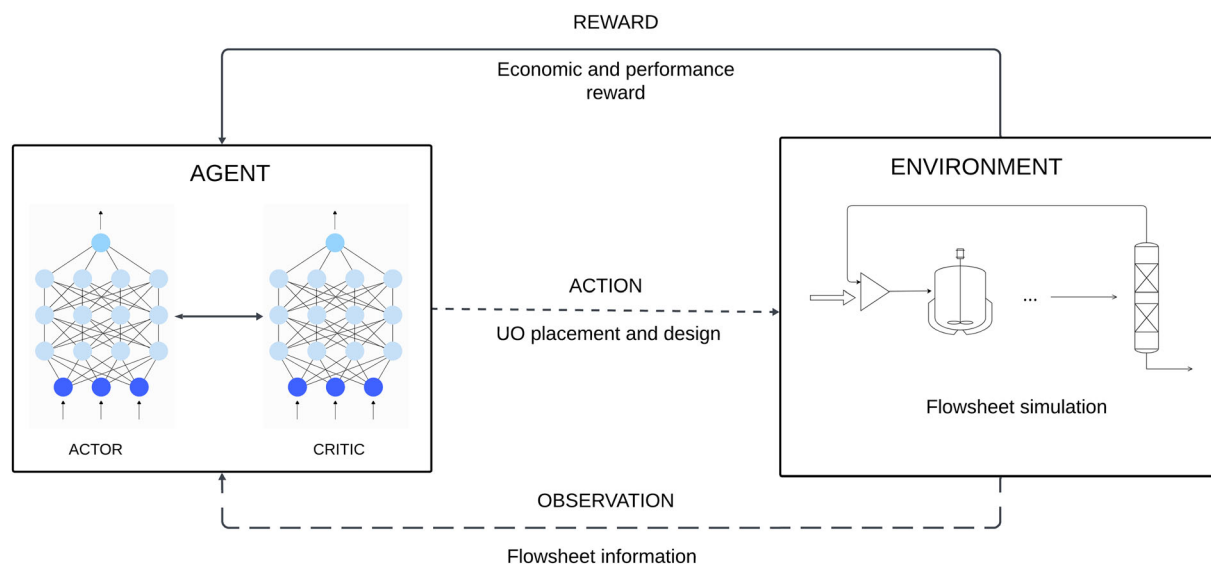 REWARD
Economic and performance
reward
AGENT
ENVIRONMENT
ACTION
UO placement and design
...
Flowsheet simulation
ACTOR
CRITIC
OBSERVATION
Flowsheet information